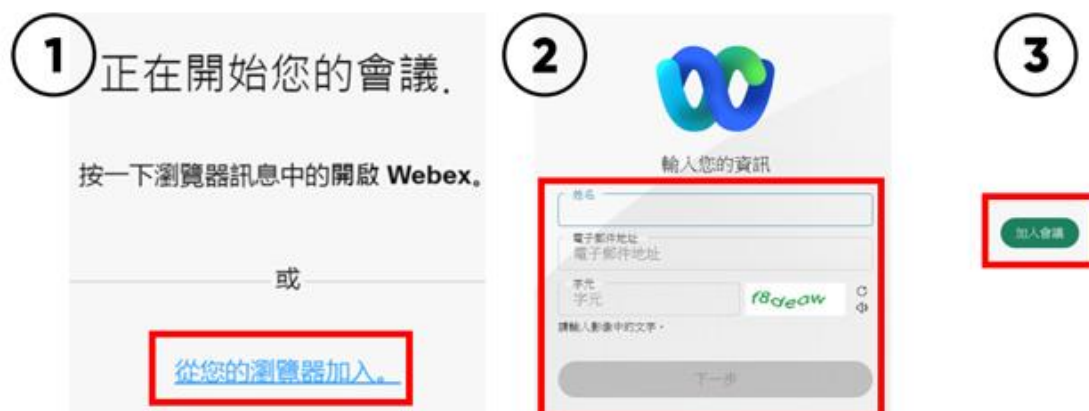 1
正在開始您的會議.
按一下瀏覽器訊息中的開啟 Webex。
或
從您的瀏覽器加入。
2
輸入您的資訊
姓名
電子郵件地址
電子郵件地址
字元
字元
f8deaw
請輸入影像中的文字。
下一步
3
加入會議